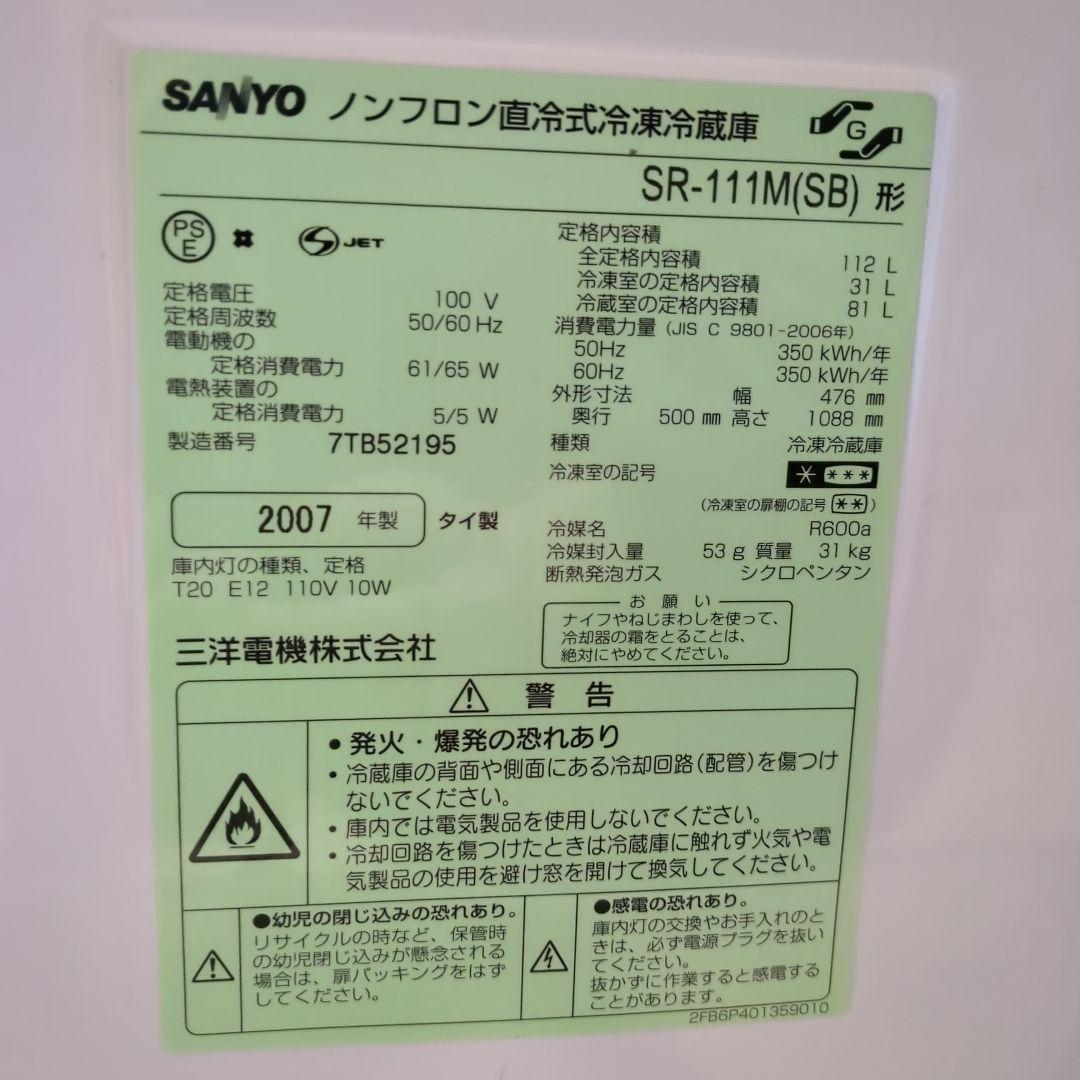 SANYO ノンフロン直冷式冷凍冷蔵庫 G
SR-111M(SB) 形
PS E JET
定格電圧 100 V
定格周波数 50/60 Hz
電動機の
定格消費電力 61/65 W
電熱装置の
定格消費電力 5/5 W
製造番号 7TB52195
2007 年製 タイ製
庫内灯の種類、定格
T20 E12 110V 10W
三洋電機株式会社
定格内容積
全定格内容積 112 L
冷凍室の定格内容積 31 L
冷蔵室の定格内容積 81 L
消費電力量 (JIS C 9801-2006年)
50Hz 350 kWh/年
60Hz 350 kWh/年
外形寸法 幅 476 mm
奥行 500 mm 高さ 1088 mm
種類 冷凍冷蔵庫
冷凍室の記号 * ***
(冷凍室の扉棚の記号 **)
冷媒名 R600a
冷媒封入量 53 g 質量 31 kg
断熱発泡ガス シクロペンタン
お願い
ナイフやねじまわしを使って、
冷却器の霜をとることは、
絶対にやめてください。
警告
●発火・爆発の恐れあり
・冷蔵庫の背面や側面にある冷却回路(配管)を傷つけ
ないでください。
・庫内では電気製品を使用しないでください。
・冷却回路を傷つけたときは冷蔵庫に触れず火気や電
気製品の使用を避け窓を開けて換気してください。
●幼児の閉じ込みの恐れあり。
リサイクルの時など、保管時
の幼児閉じ込みが懸念される
場合は、扉パッキングをはず
してください。
●感電の恐れあり。
庫内灯の交換やお手入れのと
きは、必ず電源プラグを抜い
てください。
抜かずに作業すると感電する
ことがあります。
2FB6P401359010